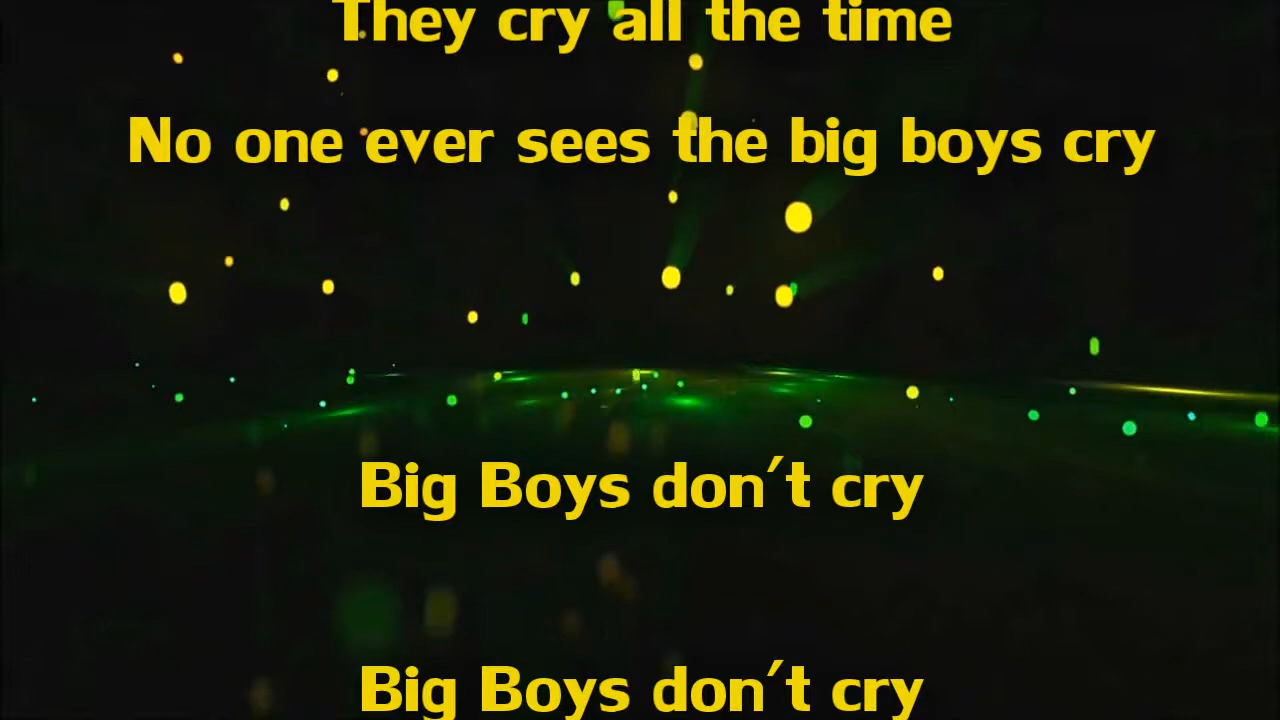 They cry all the time
No one ever sees the big boys cry
Big Boys don´t cry
Big Boys don´t cry